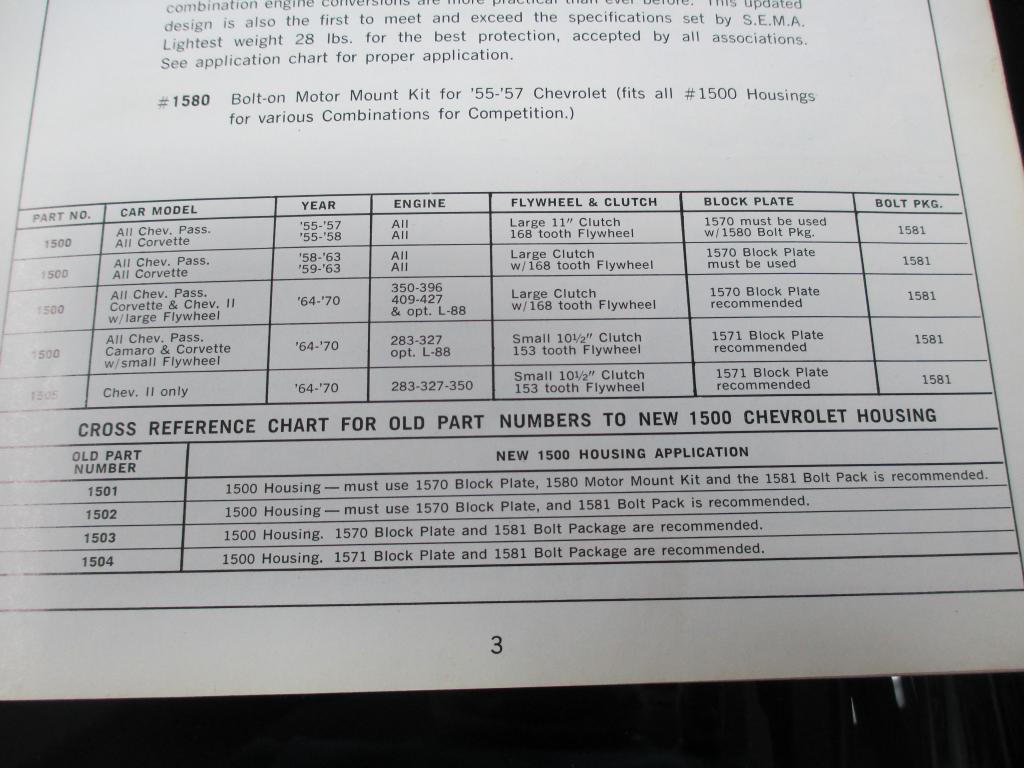 combination engine conversions are more practical than ever before. This updated
design is also the first to meet and exceed the specifications set by S.E.M.A.
Lightest weight 28 lbs. for the best protection, accepted by all associations.
See application chart for proper application.
#1580 Bolt-on Motor Mount Kit for '55-'57 Chevrolet (fits all #1500 Housings
for various Combinations for Competition.)
PART NO. CAR MODEL YEAR ENGINE FLYWHEEL & CLUTCH BLOCK PLATE BOLT PKG.
1500 All Chev. Pass. '55-'57 All Large 11" Clutch 1570 must be used 1581
All Corvette '55-'58 All 168 tooth Flywheel w/1580 Bolt Pkg.
1500 All Chev. Pass. '58-'63 All Large Clutch 1570 Block Plate 1581
All Corvette '59-'63 All w/168 tooth Flywheel must be used
1500 All Chev. Pass. '64-'70 350-396 Large Clutch 1570 Block Plate 1581
Corvette & Chev. II 409-427 w/168 tooth Flywheel recommended
w/large Flywheel & opt. L-88
1500 All Chev. Pass. '64-'70 283-327 Small 10½" Clutch 1571 Block Plate 1581
Camaro & Corvette opt. L-88 153 tooth Flywheel recommended
w/small Flywheel
1505 Chev. II only '64-'70 283-327-350 Small 10½" Clutch 1571 Block Plate 1581
153 tooth Flywheel recommended
CROSS REFERENCE CHART FOR OLD PART NUMBERS TO NEW 1500 CHEVROLET HOUSING
OLD PART NEW 1500 HOUSING APPLICATION
NUMBER
1501 1500 Housing — must use 1570 Block Plate, 1580 Motor Mount Kit and the 1581 Bolt Pack is recommended.
1502 1500 Housing — must use 1570 Block Plate, and 1581 Bolt Pack is recommended.
1503 1500 Housing. 1570 Block Plate and 1581 Bolt Package are recommended.
1504 1500 Housing. 1571 Block Plate and 1581 Bolt Package are recommended.
3